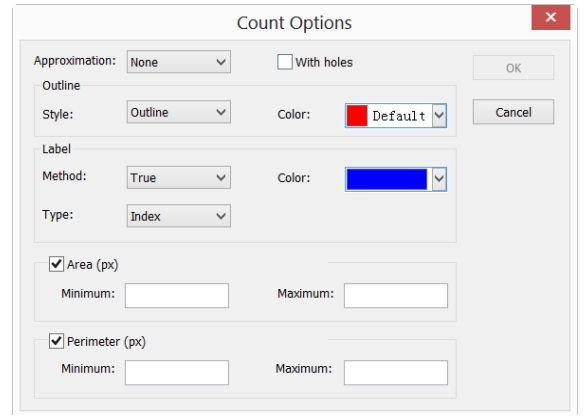 Count Options
Approximation: None With holes OK
Outline
Style: Outline Color: Default Cancel
Label
Method: True Color:
Type: Index
Area (px)
Minimum: Maximum:
Perimeter (px)
Minimum: Maximum: